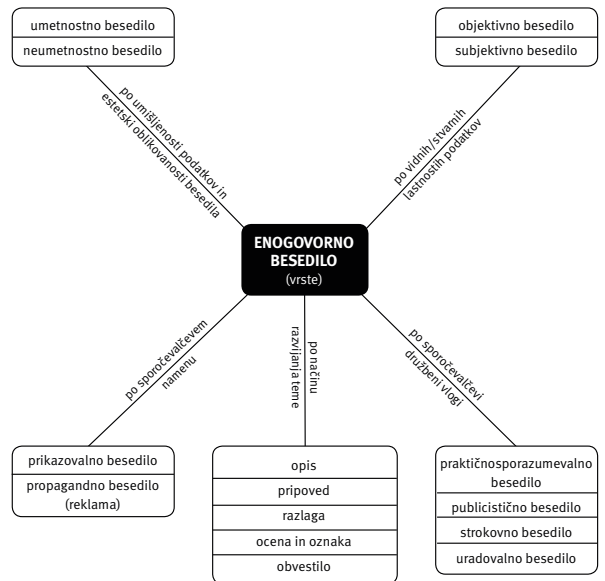 umetnostno besedilo
neumetnostno besedilo
objektivno besedilo
subjektivno besedilo
po umišljenosti podatkov in
estetski oblikovanosti besedila
po vidnih/stvarnih
lastnostih podatkov
ENOGOVORNO
BESEDILO
(vrste)
po sporočevalčevem
namenu
po načinu
razvijanja teme
po sporočevalčevi
družbeni vlogi
prikazovalno besedilo
propagandno besedilo
(reklama)
opis
pripoved
razlaga
ocena in oznaka
obvestilo
praktičnosporazumevalno
besedilo
publicistično besedilo
strokovno besedilo
uradovalno besedilo